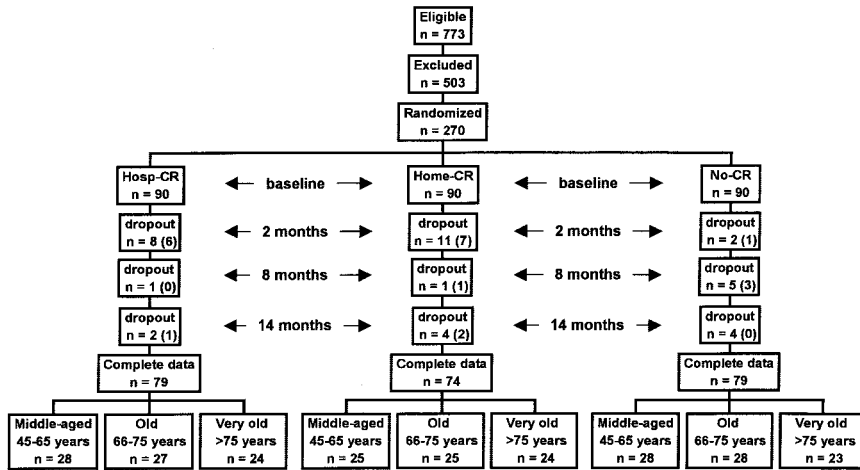 Eligible
n = 773
Excluded
n = 503
Randomized
n = 270
Hosp-CR
n = 90
baseline
Home-CR
n = 90
baseline
No-CR
n = 90
dropout
n = 8 (6)
2 months
dropout
n = 11 (7)
2 months
dropout
n = 2 (1)
dropout
n = 1 (0)
8 months
dropout
n = 1 (1)
8 months
dropout
n = 5 (3)
dropout
n = 2 (1)
14 months
dropout
n = 4 (2)
14 months
dropout
n = 4 (0)
Complete data
n = 79
Complete data
n = 74
Complete data
n = 79
Middle-aged
45-65 years
n = 28
Old
66-75 years
n = 27
Very old
>75 years
n = 24
Middle-aged
45-65 years
n = 25
Old
66-75 years
n = 25
Very old
>75 years
n = 24
Middle-aged
45-65 years
n = 28
Old
66-75 years
n = 28
Very old
>75 years
n = 23